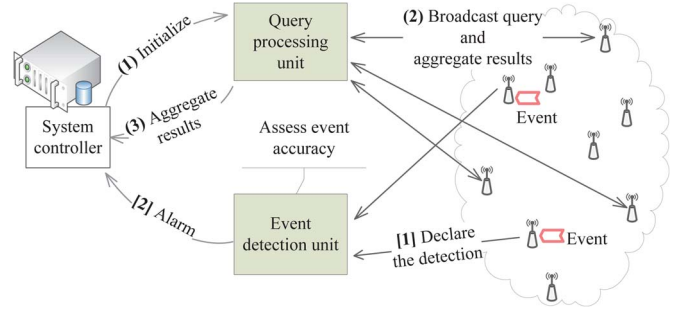 Query
processing
unit
(1) Initialize
(2) Broadcast query
and
aggregate results
Event
(3) Aggregate
results
System
controller
Assess event
accuracy
[2] Alarm
Event
detection unit
[1] Declare
the detection
Event